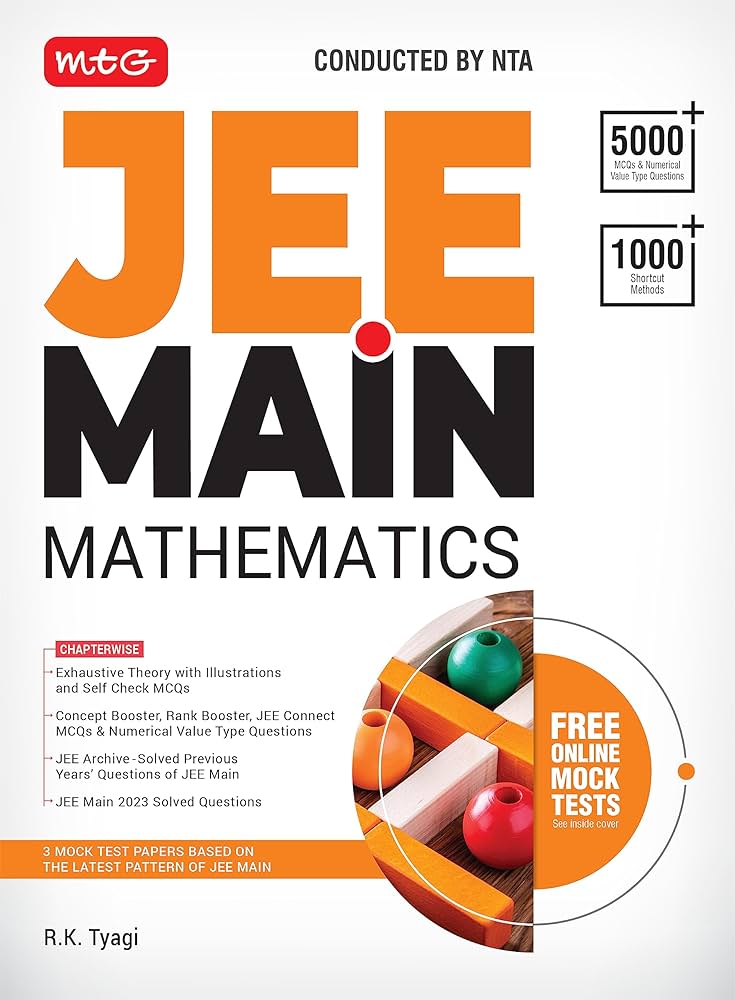 mtG
CONDUCTED BY NTA
JEE
MAiN
MATHEMATICS
5000+
MCQs & Numerical
Value Type Questions
1000+
Shortcut
Methods
CHAPTERWISE
Exhaustive Theory with Illustrations
and Self Check MCQs
Concept Booster, Rank Booster, JEE Connect
MCQs & Numerical Value Type Questions
JEE Archive-Solved Previous
Years' Questions of JEE Main
JEE Main 2023 Solved Questions
FREE
ONLINE
MOCK
TESTS
See inside cover
3 MOCK TEST PAPERS BASED ON
THE LATEST PATTERN OF JEE MAIN
R.K. Tyagi